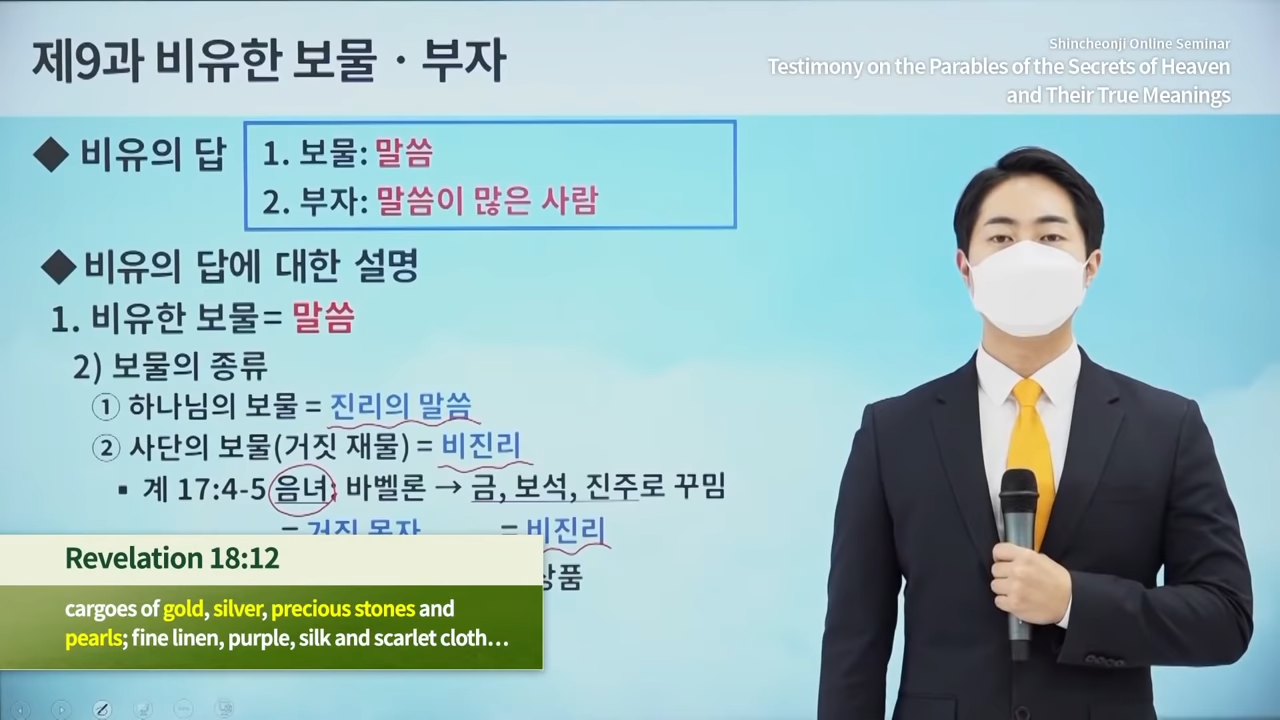 제9과 비유한 보물 · 부자
Shincheonji Online Seminar
Testimony on the Parables of the Secrets of Heaven
and Their True Meanings
◆ 비유의 답
1. 보물: 말씀
2. 부자: 말씀이 많은 사람
◆ 비유의 답에 대한 설명
1. 비유한 보물= 말씀
2) 보물의 종류
① 하나님의 보물 = 진리의 말씀
② 사단의 보물(거짓 재물) = 비진리
▪ 계 17:4-5 음녀: 바벨론 → 금, 보석, 진주로 꾸밈
= 거짓 목자 = 비진리
상품
Revelation 18:12
cargoes of gold, silver, precious stones and
pearls; fine linen, purple, silk and scarlet cloth…